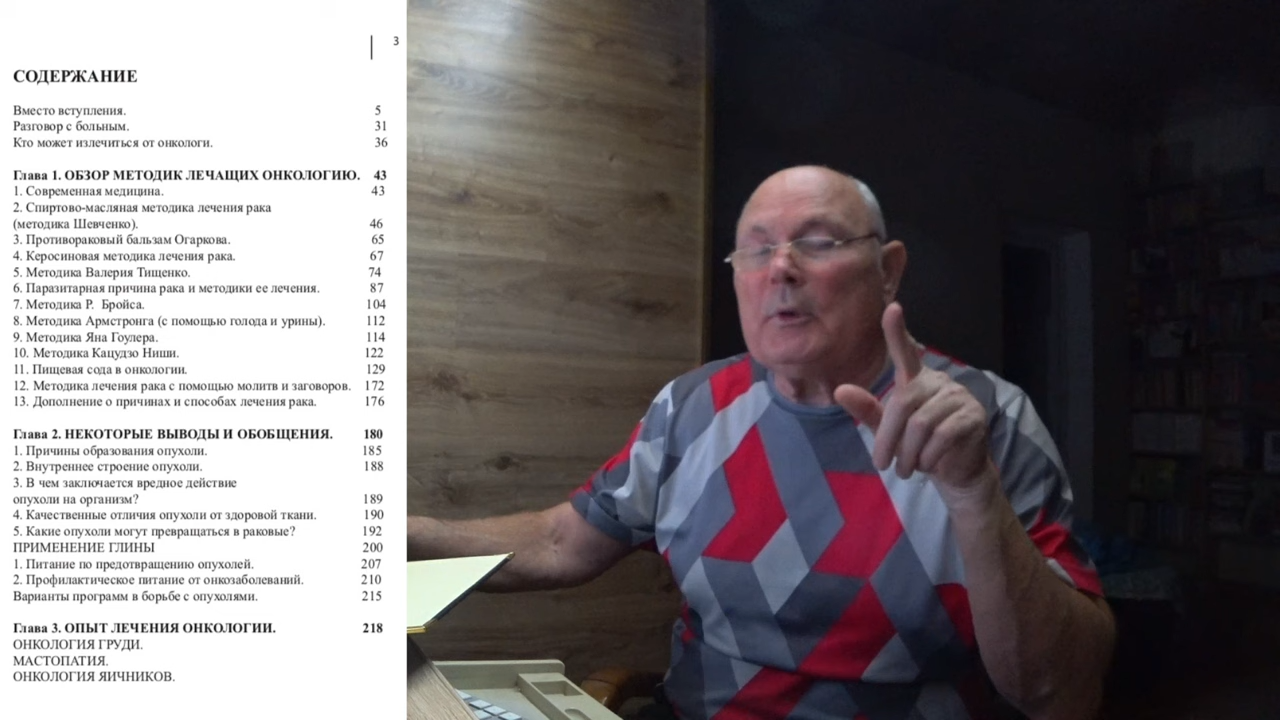 3
СОДЕРЖАНИЕ
Вместо вступления. 5
Разговор с больным. 31
Кто может излечиться от онкологи. 36
Глава 1. ОБЗОР МЕТОДИК ЛЕЧАЩИХ ОНКОЛОГИЮ. 43
1. Современная медицина. 43
2. Спиртово-масляная методика лечения рака
(методика Шевченко). 46
3. Противораковый бальзам Огаркова. 65
4. Керосиновая методика лечения рака. 67
5. Методика Валерия Тищенко. 74
6. Паразитарная причина рака и методики ее лечения. 87
7. Методика Р. Бройса. 104
8. Методика Армстронга (с помощью голода и урины). 112
9. Методика Яна Гоулера. 114
10. Методика Кацудзо Ниши. 122
11. Пищевая сода в онкологии. 129
12. Методика лечения рака с помощью молитв и заговоров. 172
13. Дополнение о причинах и способах лечения рака. 176
Глава 2. НЕКОТОРЫЕ ВЫВОДЫ И ОБОБЩЕНИЯ. 180
1. Причины образования опухоли. 185
2. Внутреннее строение опухоли. 188
3. В чем заключается вредное действие
опухоли на организм? 189
4. Качественные отличия опухоли от здоровой ткани. 190
5. Какие опухоли могут превращаться в раковые? 192
ПРИМЕНЕНИЕ ГЛИНЫ 200
1. Питание по предотвращению опухолей. 207
2. Профилактическое питание от онкозаболеваний. 210
Варианты программ в борьбе с опухолями. 215
Глава 3. ОПЫТ ЛЕЧЕНИЯ ОНКОЛОГИИ. 218
ОНКОЛОГИЯ ГРУДИ.
МАСТОПАТИЯ.
ОНКОЛОГИЯ ЯИЧНИКОВ.